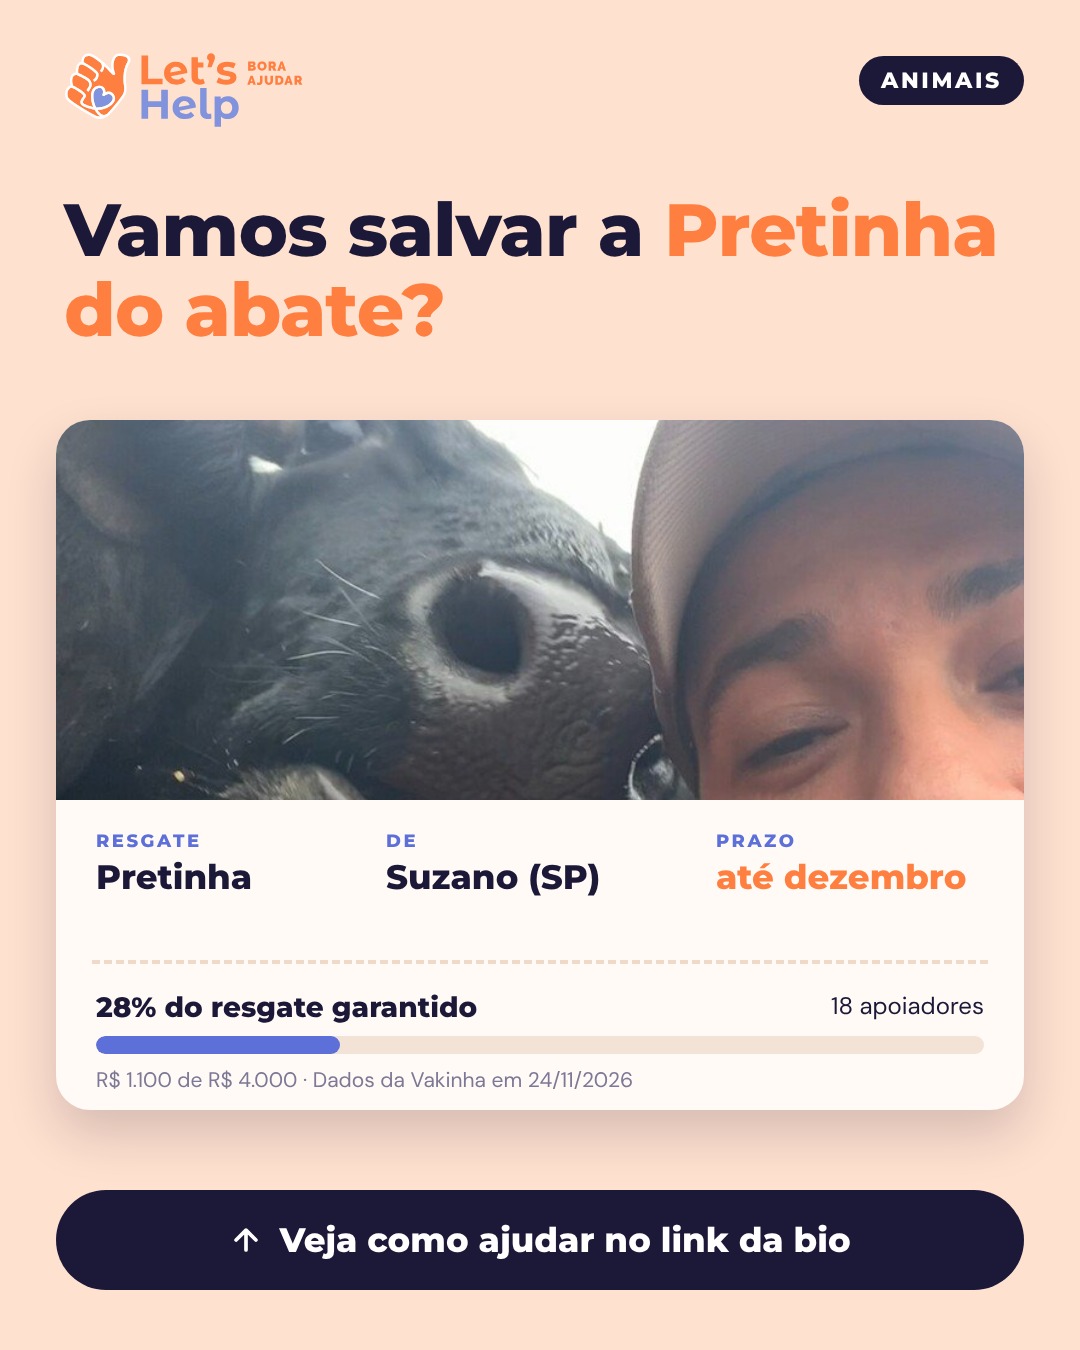 Let's
Help
BORA
AJUDAR
ANIMAIS
Vamos salvar a Pretinha
do abate?
RESGATE
Pretinha
DE
Suzano (SP)
PRAZO
até dezembro
28% do resgate garantido
18 apoiadores
R$ 1.100 de R$ 4.000 · Dados da Vakinha em 24/11/2026
↑ Veja como ajudar no link da bio